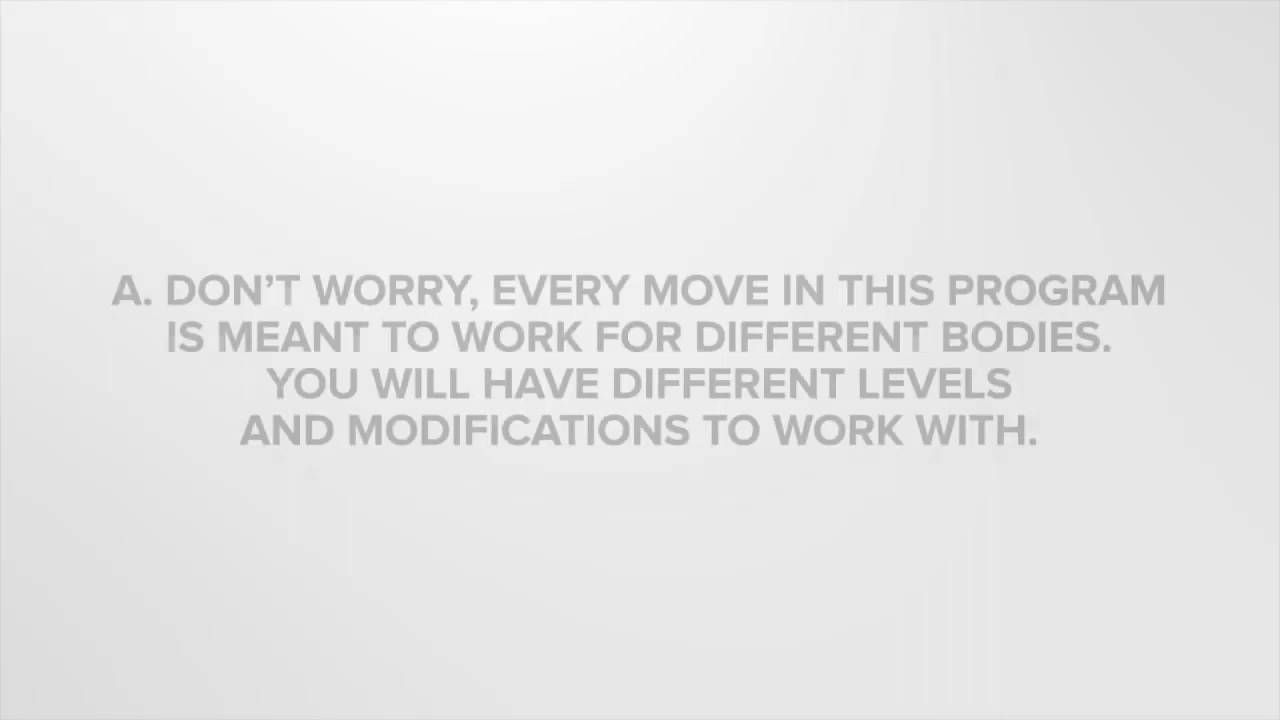 A. DON’T WORRY, EVERY MOVE IN THIS PROGRAM
IS MEANT TO WORK FOR DIFFERENT BODIES.
YOU WILL HAVE DIFFERENT LEVELS
AND MODIFICATIONS TO WORK WITH.